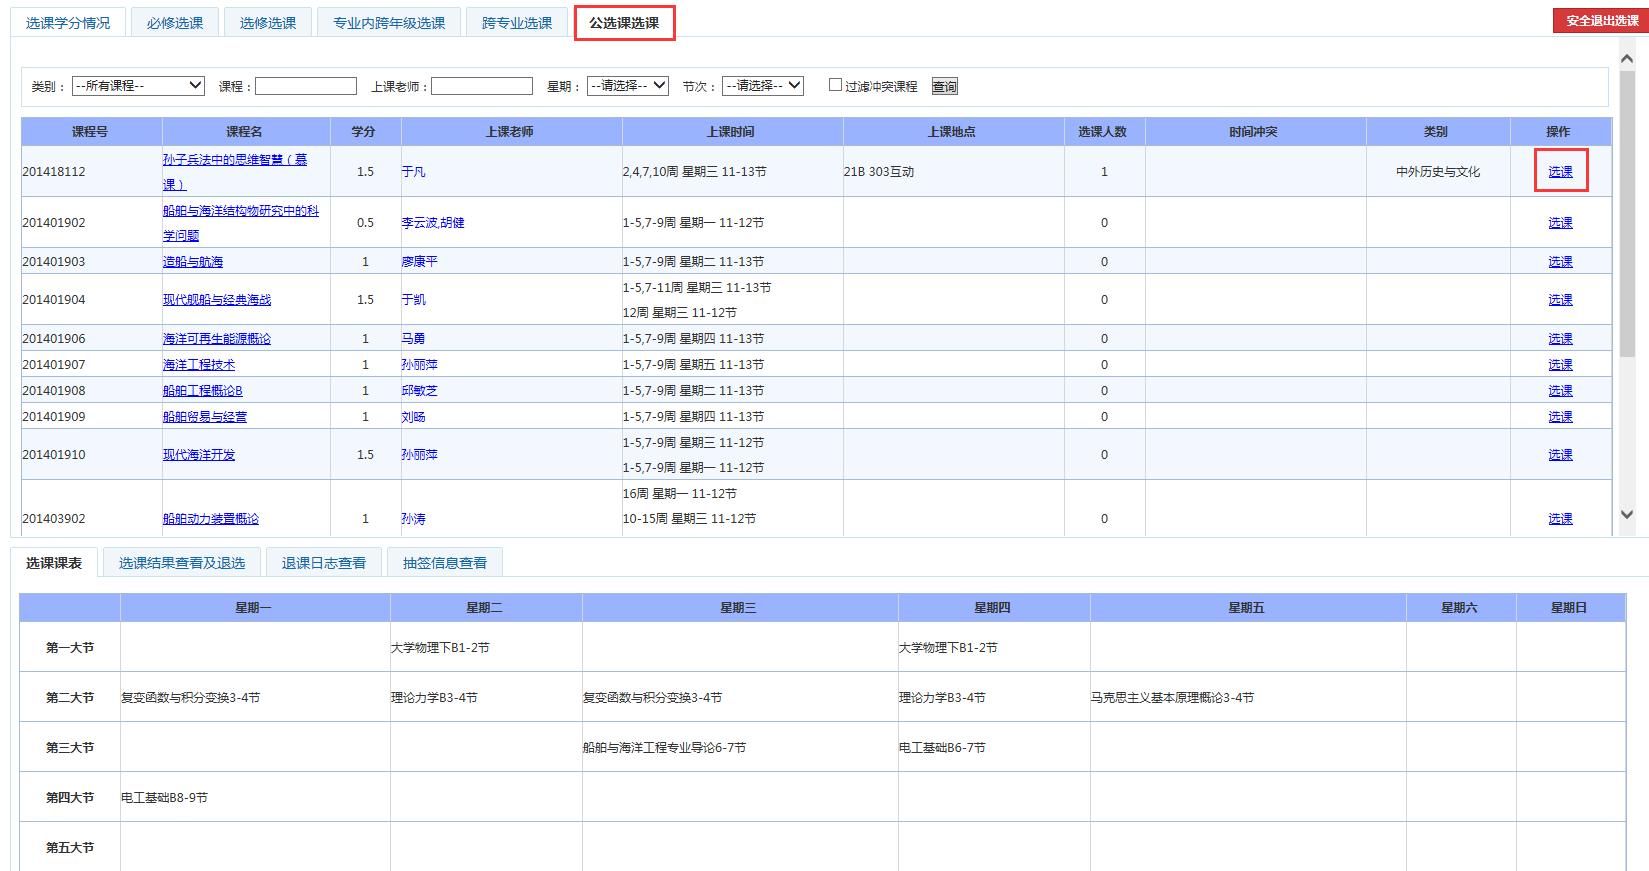 选课学分情况 必修选课 选修选课 专业内跨年级选课 跨专业选课 公选课选课 安全退出选课
类别： --所有课程-- 课程： 上课老师： 星期： --请选择-- 节次： --请选择-- 过滤冲突课程 查询
课程号 课程名 学分 上课老师 上课时间 上课地点 选课人数 时间冲突 类别 操作
201418112 孙子兵法中的思维智慧（慕 1.5 于凡 2,4,7,10周 星期三 11-13节 21B 303互动 1 中外历史与文化 选课
课）
船舶与海洋结构物研究中的科
201401902 学问题 0.5 李云波,胡健 1-5,7-9周 星期一 11-12节 0 选课
201401903 造船与航海 1 廖康平 1-5,7-9周 星期二 11-13节 0 选课
201401904 现代舰船与经典海战 1.5 于凯 1-5,7-11周 星期三 11-13节 0 选课
12周 星期三 11-12节
201401906 海洋可再生能源概论 1 马勇 1-5,7-9周 星期四 11-13节 0 选课
201401907 海洋工程技术 1 孙丽萍 1-5,7-9周 星期五 11-13节 0 选课
201401908 船舶工程概论B 1 邱敏芝 1-5,7-9周 星期二 11-13节 0 选课
201401909 船舶贸易与经营 1 刘旸 1-5,7-9周 星期四 11-13节 0 选课
201401910 现代海洋开发 1.5 孙丽萍 1-5,7-9周 星期三 11-12节 0 选课
1-5,7-9周 星期一 11-12节
16周 星期一 11-12节
201403902 船舶动力装置概论 1 孙涛 10-15周 星期三 11-12节 0 选课
选课课表 选课结果查看及退选 退课日志查看 抽签信息查看
星期一 星期二 星期三 星期四 星期五 星期六 星期日
第一大节 大学物理下B1-2节 大学物理下B1-2节
第二大节 复变函数与积分变换3-4节 理论力学B3-4节 复变函数与积分变换3-4节 理论力学B3-4节 马克思主义基本原理概论3-4节
第三大节 船舶与海洋工程专业导论6-7节 电工基础B6-7节
第四大节 电工基础B8-9节
第五大节